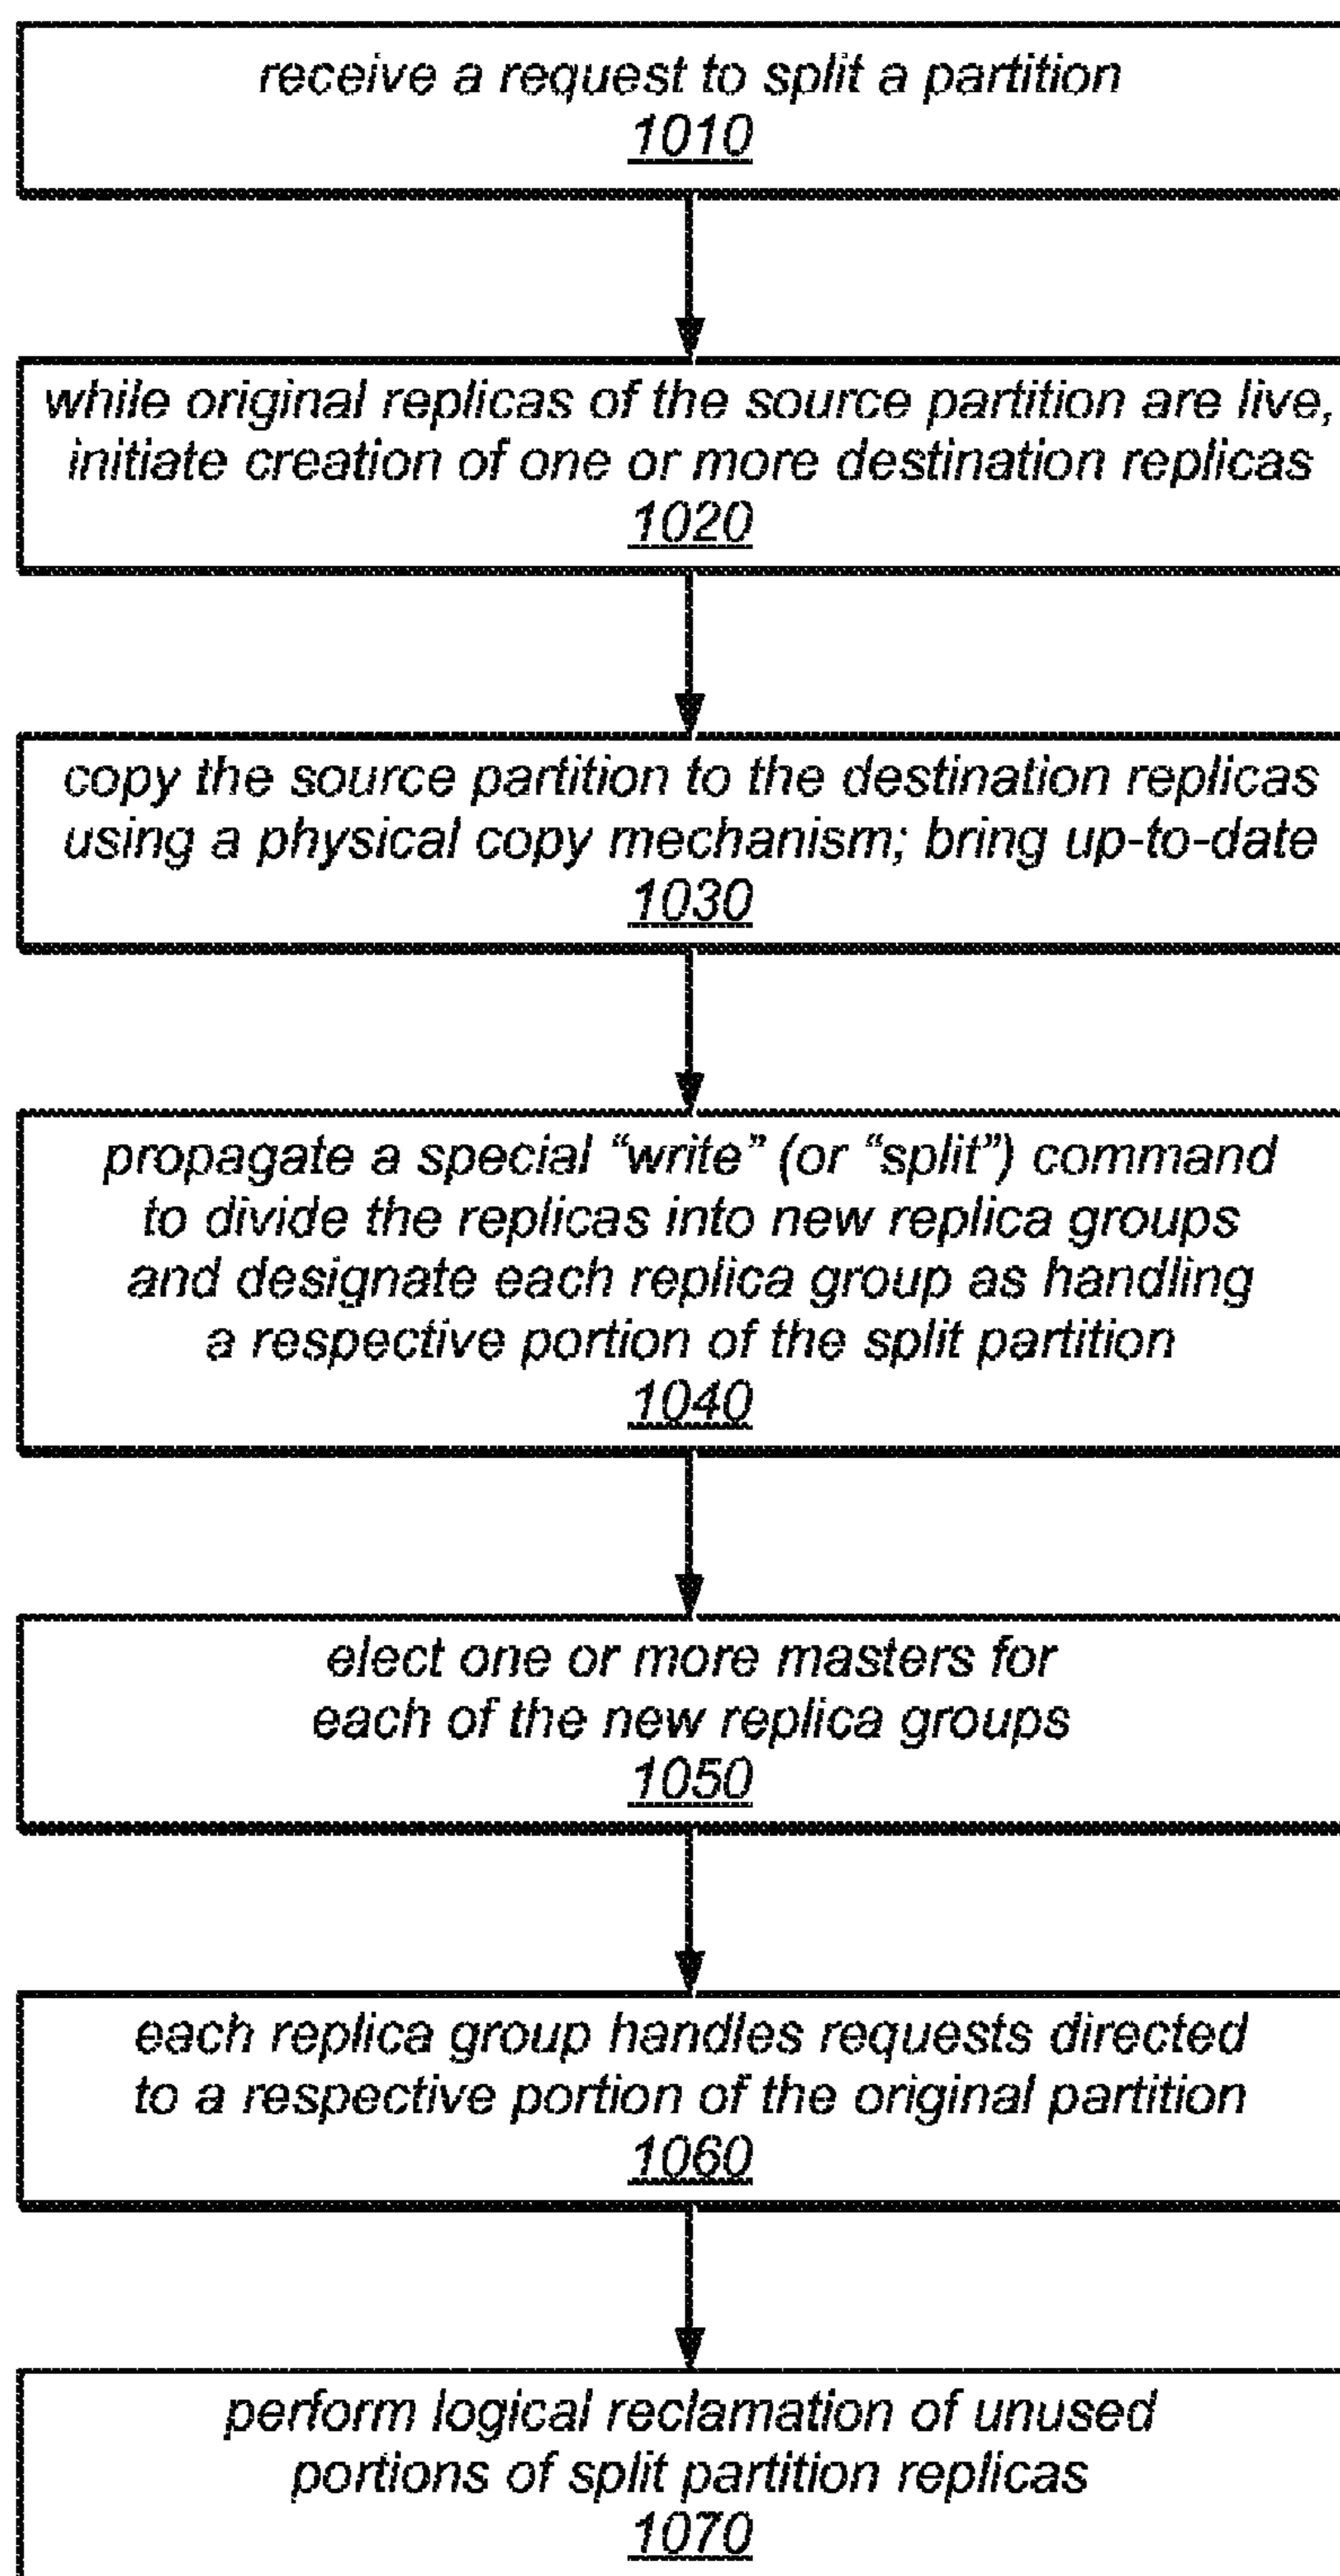 receive a request to split a partition
1010
while original replicas of the source partition are live,
initiate creation of one or more destination replicas
1020
copy the source partition to the destination replicas
using a physical copy mechanism; bring up-to-date
1030
propagate a special “write” (or “split”) command
to divide the replicas into new replica groups
and designate each replica group as handling
a respective portion of the split partition
1040
elect one or more masters for
each of the new replica groups
1050
each replica group handles requests directed
to a respective portion of the original partition
1060
perform logical reclamation of unused
portions of split partition replicas
1070